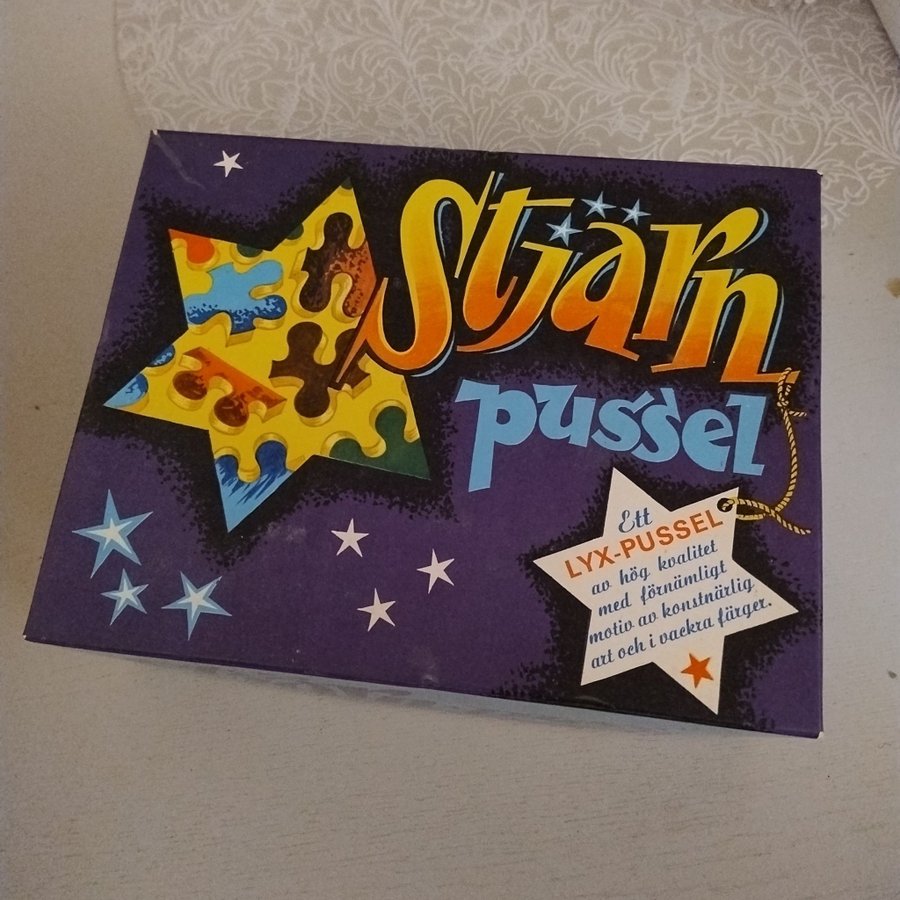 Stjärn
pussel
Ett
LYX-PUSSEL
av hög kvalitet
med förnämligt
motiv av konstnärlig
art och i vackra färger.